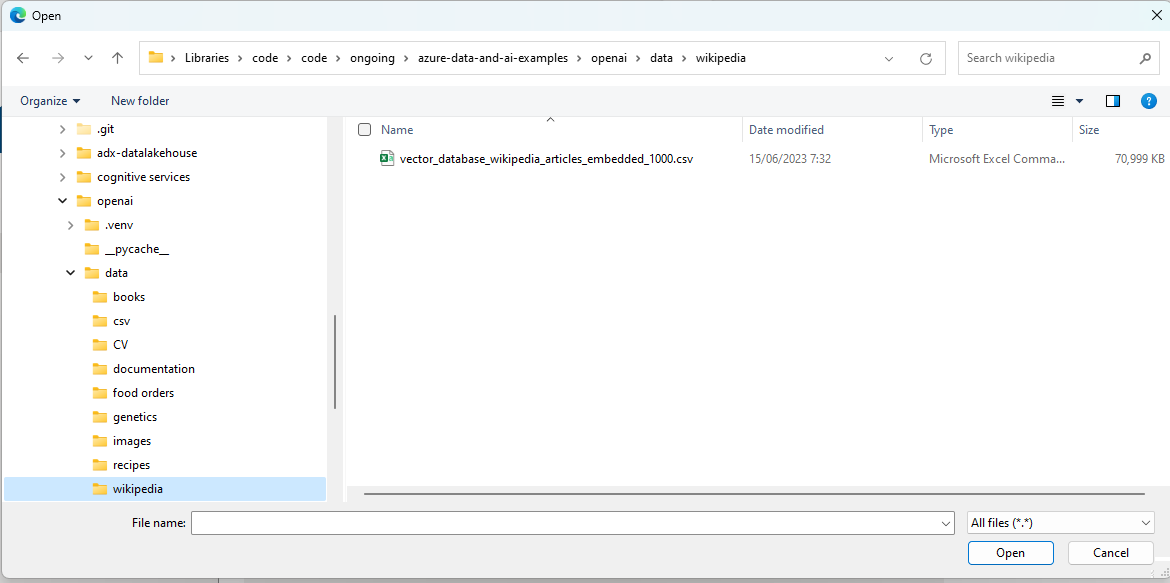 Open
Libraries > code > code > ongoing > azure-data-and-ai-examples > openai > data > wikipedia
Search wikipedia
Organize New folder
Name Date modified Type Size
vector_database_wikipedia_articles_embedded_1000.csv 15/06/2023 7:32 Microsoft Excel Comma... 70,999 KB
.git
adx-datalakehouse
cognitive services
openai
.venv
__pycache__
data
books
csv
CV
documentation
food orders
genetics
images
recipes
wikipedia
File name: All files (*.*)
Open Cancel